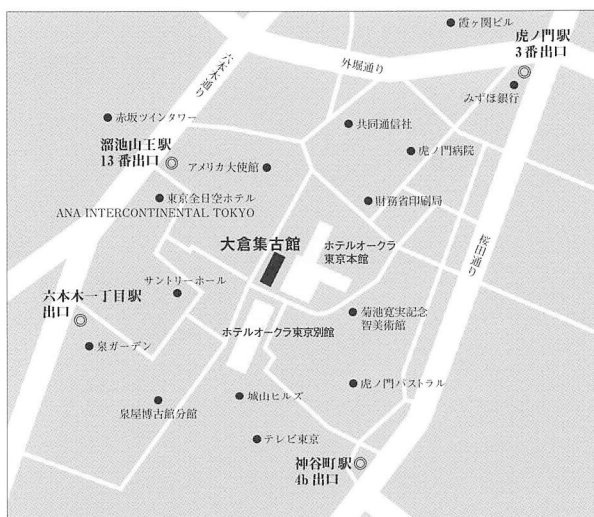 霞ヶ関ビル
虎ノ門駅
3番出口
六本木通り
外堀通り
みずほ銀行
赤坂ツインタワー
共同通信社
溜池山王駅
13番出口
虎ノ門病院
アメリカ大使館
東京全日空ホテル
ANA INTERCONTINENTAL TOKYO
財務省印刷局
大倉集古館
ホテルオークラ
東京本館
桜田通り
サントリーホール
六本木一丁目駅
出口
菊池寛実記念
智美術館
ホテルオークラ東京別館
泉ガーデン
虎ノ門パストラル
城山ヒルズ
泉屋博古館分館
テレビ東京
神谷町駅
4b出口